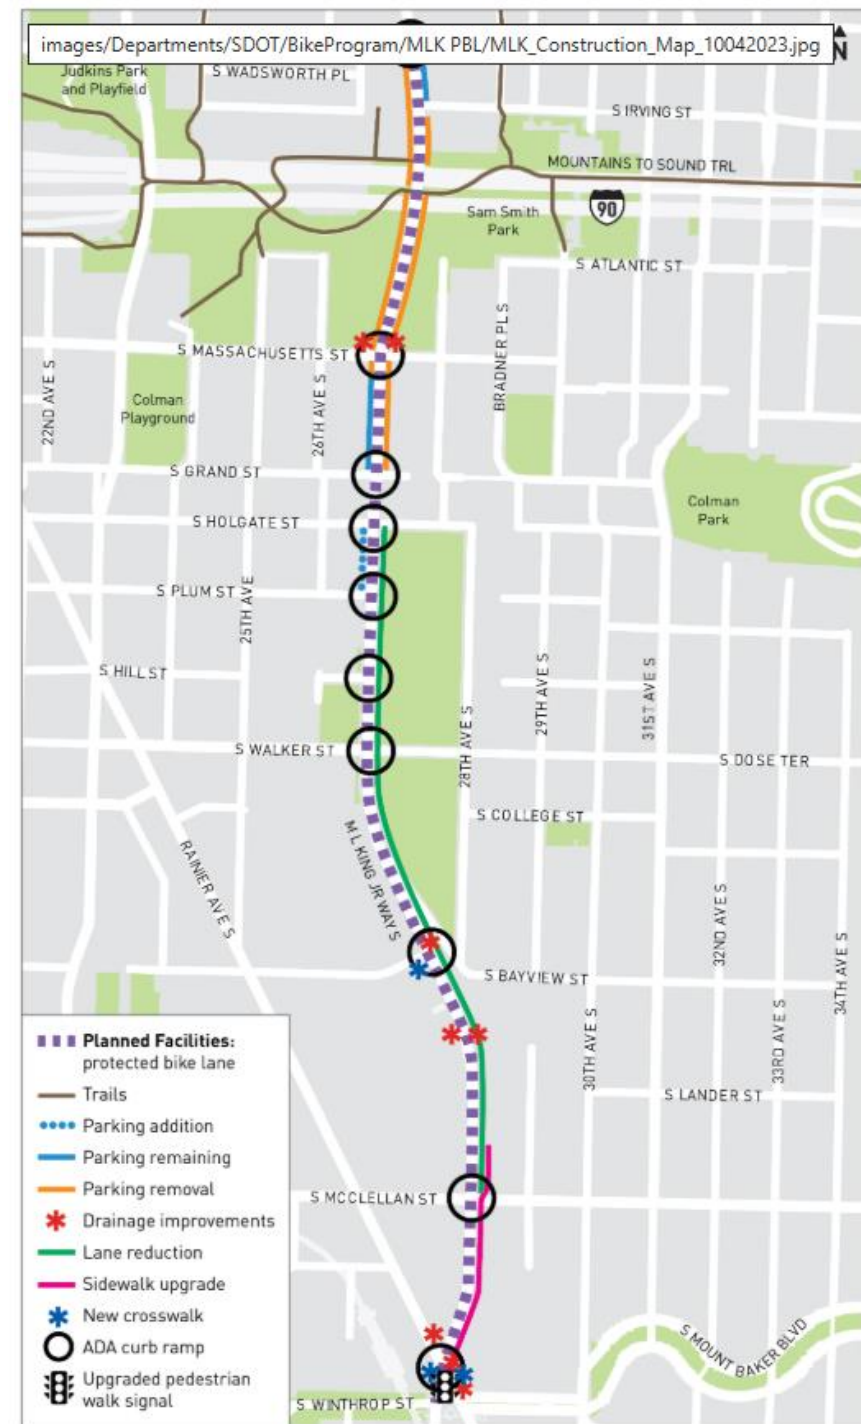 images/Departments/SDOT/BikeProgram/MLK PBL/MLK_Construction_Map_10042023.jpg
N
Judkins Park
and Playfield
S WADSWORTH PL
S IRVING ST
MOUNTAINS TO SOUND TRL
90
Sam Smith
Park
S ATLANTIC ST
S MASSACHUSETTS ST
BRADNER PL S
22ND AVE S
Colman
Playground
26TH AVE S
S GRAND ST
Colman
Park
S HOLGATE ST
S PLUM ST
25TH AVE
S HILL ST
29TH AVE S
31ST AVE S
28TH AVE S
S WALKER ST
S DOSE TER
S COLLEGE ST
M L KING JR WAY S
RAINIER AVE S
32ND AVE S
34TH AVE S
S BAYVIEW ST
30TH AVE S
33RD AVE S
S LANDER ST
S MCCLELLAN ST
S MOUNT BAKER BLVD
S WINTHROP ST
Planned Facilities:
protected bike lane
Trails
Parking addition
Parking remaining
Parking removal
Drainage improvements
Lane reduction
Sidewalk upgrade
New crosswalk
ADA curb ramp
Upgraded pedestrian
walk signal